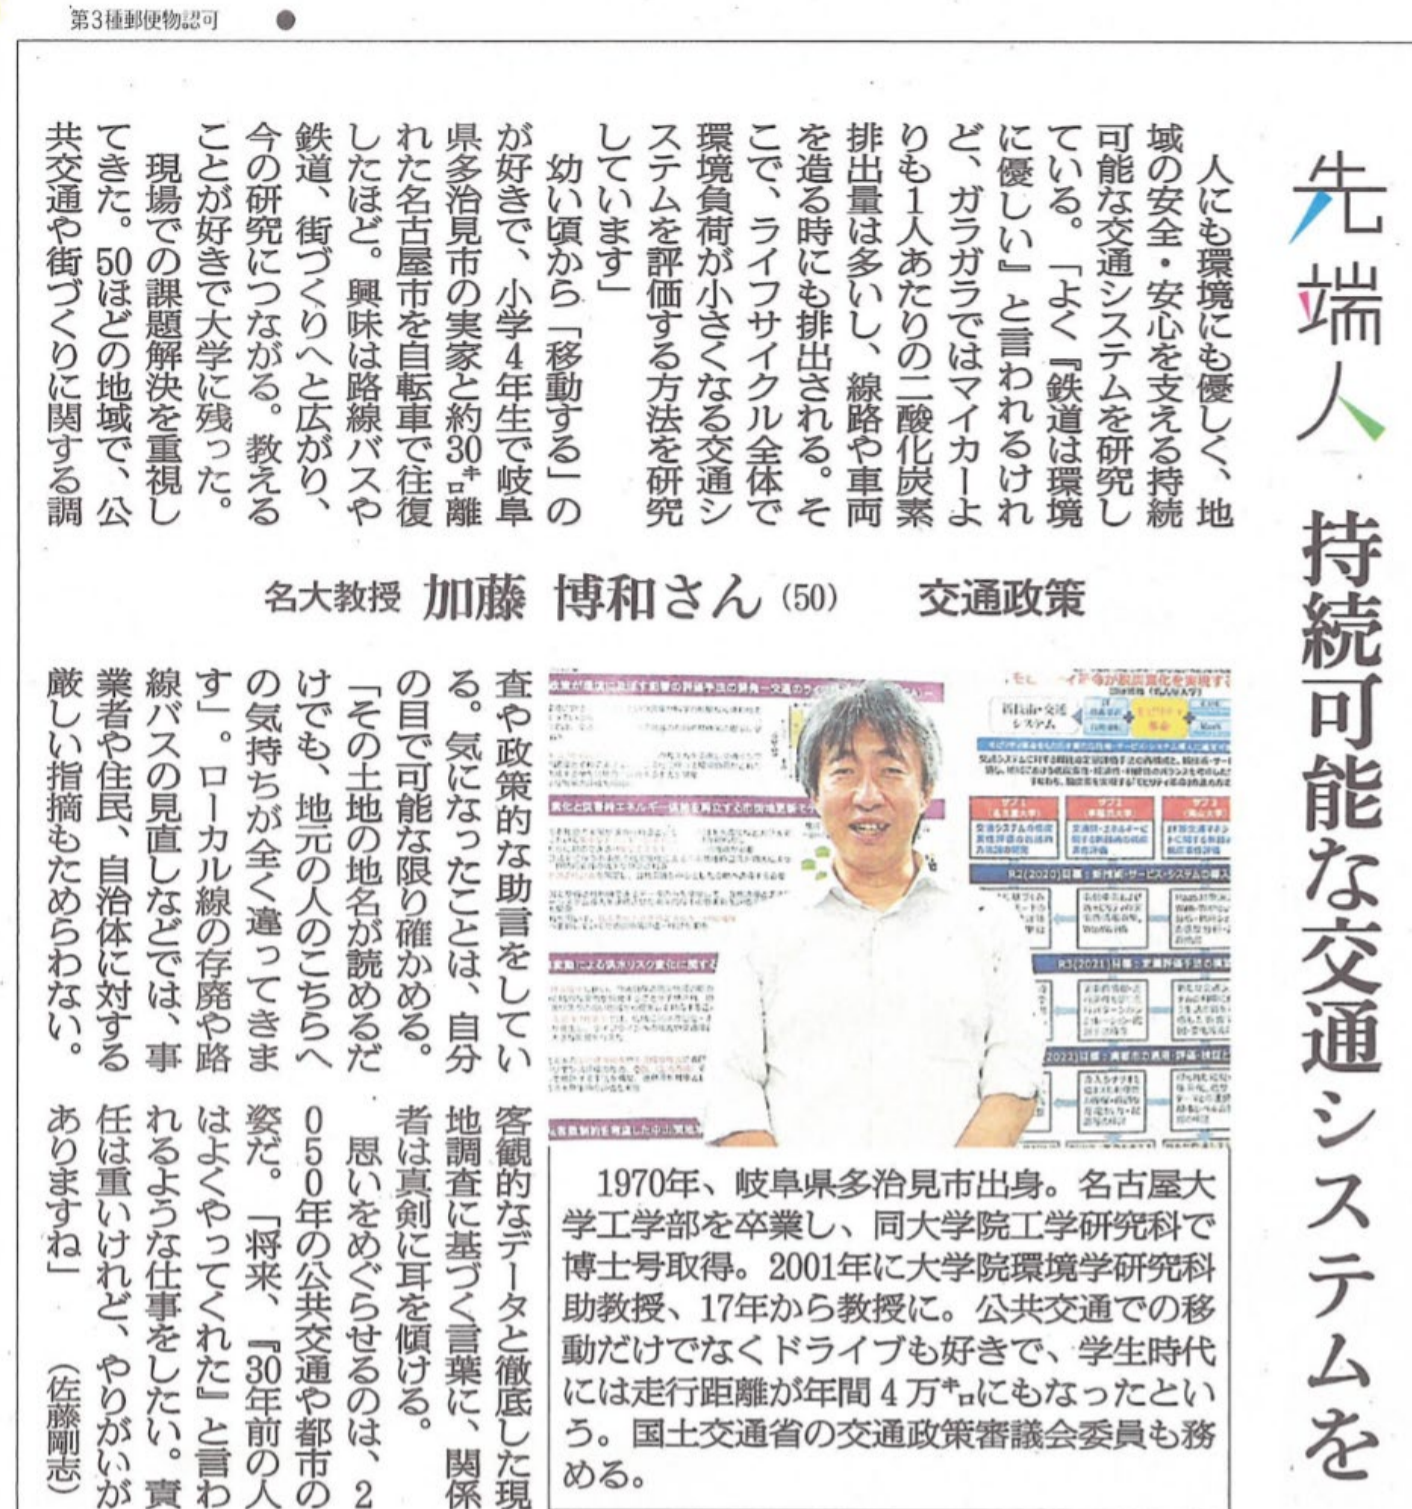 第3種郵便物認可
先端人
持続可能な交通システムを
人にも環境にも優しく、地
域の安全・安心を支える持続
可能な交通システムを研究し
ている。「よく『鉄道は環境
に優しい』と言われるけれ
ど、ガラガラではマイカーよ
りも1人あたりの二酸化炭素
排出量は多いし、線路や車両
を造る時にも排出される。そ
こで、ライフサイクル全体で
環境負荷が小さくなる交通シ
ステムを評価する方法を研究
しています」
幼い頃から「移動する」の
が好きで、小学4年生で岐阜
県多治見市の実家と約30㌔離
れた名古屋市を自転車で往復
したほど。興味は路線バスや
鉄道、街づくりへと広がり、
今の研究につながる。教える
ことが好きで大学に残った。
現場での課題解決を重視し
てきた。50ほどの地域で、公
共交通や街づくりに関する調
名大教授 加藤 博和さん(50) 交通政策
査や政策的な助言をしてい
る。気になったことは、自分
の目で可能な限り確かめる。
「その土地の地名が読めるだ
けでも、地元の人のこちらへ
の気持ちが全く違ってきま
す」。ローカル線の存廃や路
線バスの見直しなどでは、事
業者や住民、自治体に対する
厳しい指摘もためらわない。
客観的なデータと徹底した現
地調査に基づく言葉に、関係
者は真剣に耳を傾ける。
思いをめぐらせるのは、2
050年の公共交通や都市の
姿だ。「将来、『30年前の人
はよくやってくれた』と言わ
れるような仕事をしたい。責
任は重いけれど、やりがいが
ありますね」 (佐藤剛志)
1970年、岐阜県多治見市出身。名古屋大
学工学部を卒業し、同大学院工学研究科で
博士号取得。2001年に大学院環境学研究科
助教授、17年から教授に。公共交通での移
動だけでなくドライブも好きで、学生時代
には走行距離が年間4万㌔にもなったとい
う。国土交通省の交通政策審議会委員も務
める。
新技術・交通
システム